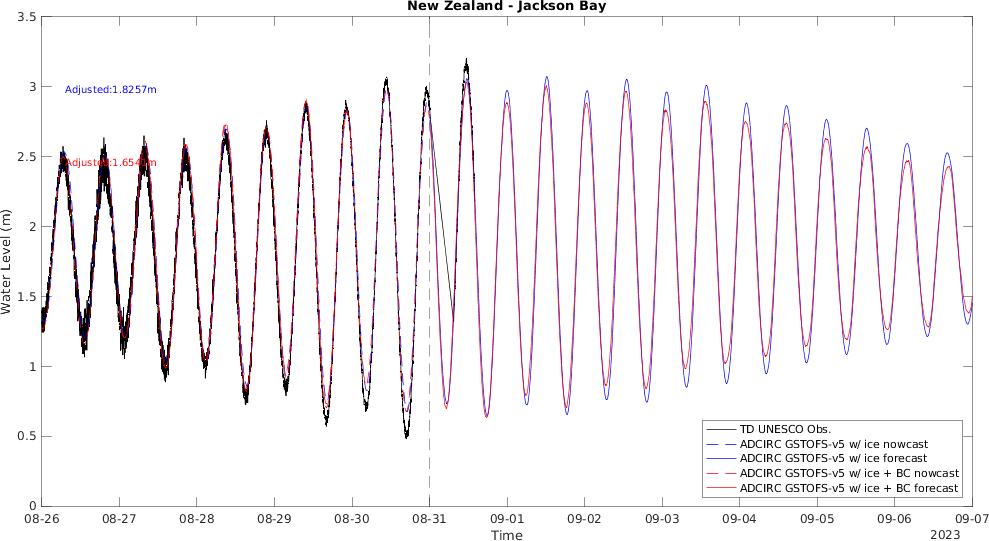 New Zealand - Jackson Bay
3.5
3
2.5
2
1.5
1
0.5
0
Water Level (m)
Adjusted:1.8257m
08-26
08-27
08-28
08-29
08-30
08-31
09-01
09-02
09-03
09-04
09-05
09-06
09-07
Time
2023
TD UNESCO Obs.
ADCIRC GSTOFS-v5 w/ ice nowcast
ADCIRC GSTOFS-v5 w/ ice forecast
ADCIRC GSTOFS-v5 w/ ice + BC nowcast
ADCIRC GSTOFS-v5 w/ ice + BC forecast